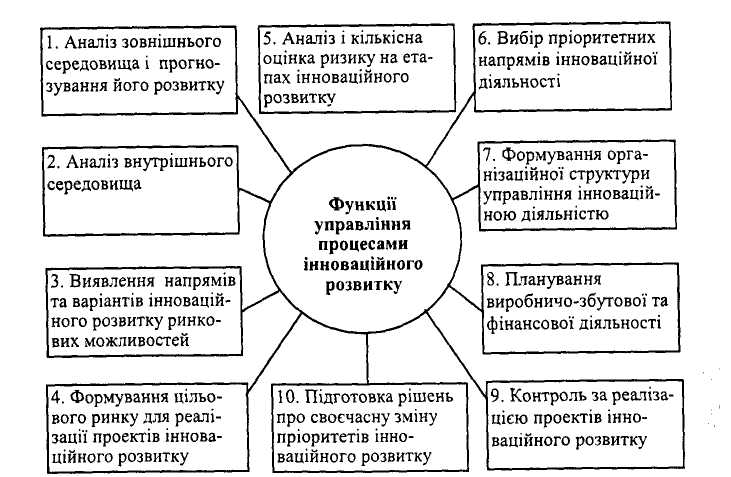 1. Аналіз зовнішнього
середовища і прогно-
зування його розвитку
5. Аналіз і кількісна
оцінка ризику на ета-
пах інноваційного
розвитку
6. Вибір пріоритетних
напрямів інноваційної
діяльності
2. Аналіз внутрішнього
середовища
Функції
управління
процесами
інноваційного
розвитку
7. Формування орга-
нізаційної структури
управління інновацій-
ною діяльністю
3. Виявлення напрямів
та варіантів інновацій-
ного розвитку ринко-
вих можливостей
8. Планування
виробничо-збутової та
фінансової діяльності
4. Формування цільо-
вого ринку для реалі-
зації проектів іннова-
ційного розвитку
10. Підготовка рішень
про своєчасну зміну
пріоритетів інно-
ваційного розвитку
9. Контроль за реаліза-
цією проектів інно-
ваційного розвитку